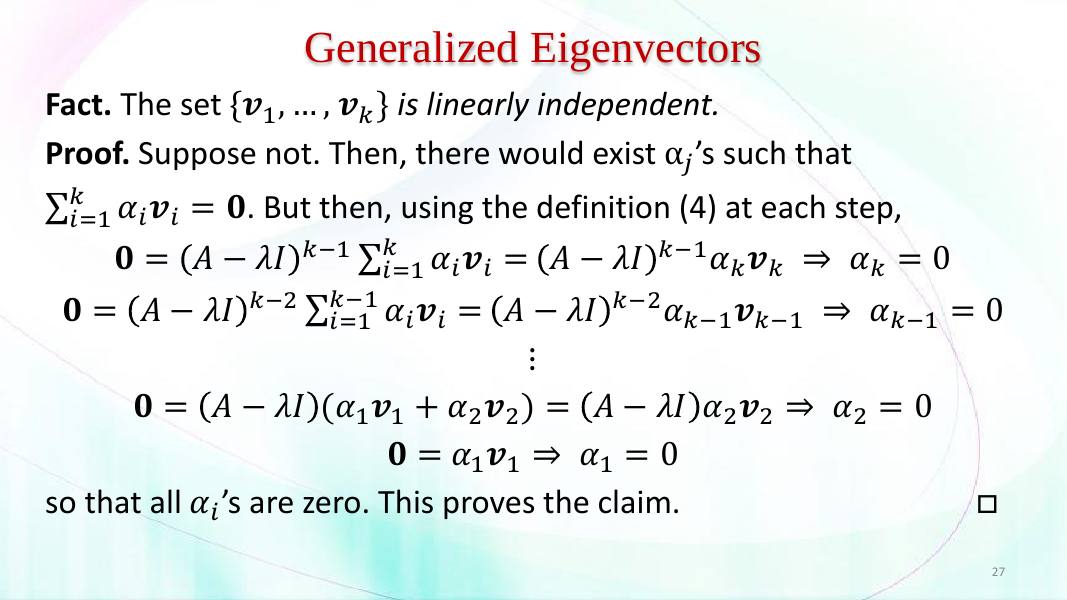 Generalized Eigenvectors
Fact. The set {𝒗₁, … , 𝒗ₖ} is linearly independent.
Proof. Suppose not. Then, there would exist αⱼ’s such that
∑ᵢ₌₁ᵏ αᵢ𝒗ᵢ = 𝟎. But then, using the definition (4) at each step,
𝟎 = (A − λI)ᵏ⁻¹ ∑ᵢ₌₁ᵏ αᵢ𝒗ᵢ = (A − λI)ᵏ⁻¹αₖ𝒗ₖ ⇒ αₖ = 0
𝟎 = (A − λI)ᵏ⁻² ∑ᵢ₌₁ᵏ⁻¹ αᵢ𝒗ᵢ = (A − λI)ᵏ⁻²αₖ₋₁𝒗ₖ₋₁ ⇒ αₖ₋₁ = 0
⋮
𝟎 = (A − λI)(α₁𝒗₁ + α₂𝒗₂) = (A − λI)α₂𝒗₂ ⇒ α₂ = 0
𝟎 = α₁𝒗₁ ⇒ α₁ = 0
so that all αᵢ’s are zero. This proves the claim. □
27